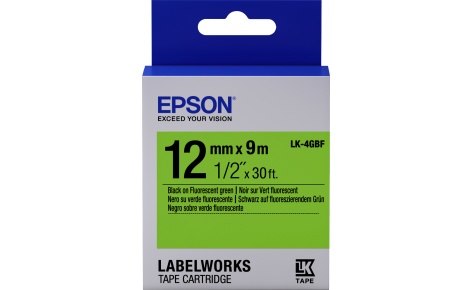 EPSON
EXCEED YOUR VISION
LK-4GBF
12 mm x 9m
1/2″ x 30 ft.
Black on Fluorescent green | Noir sur Vert fluorescent
Nero su verde fluorescente | Schwarz auf fluoreszierendem Grün
Negro sobre verde fluorescente
LABELWORKS
TAPE CARTRIDGE
LK
TAPE